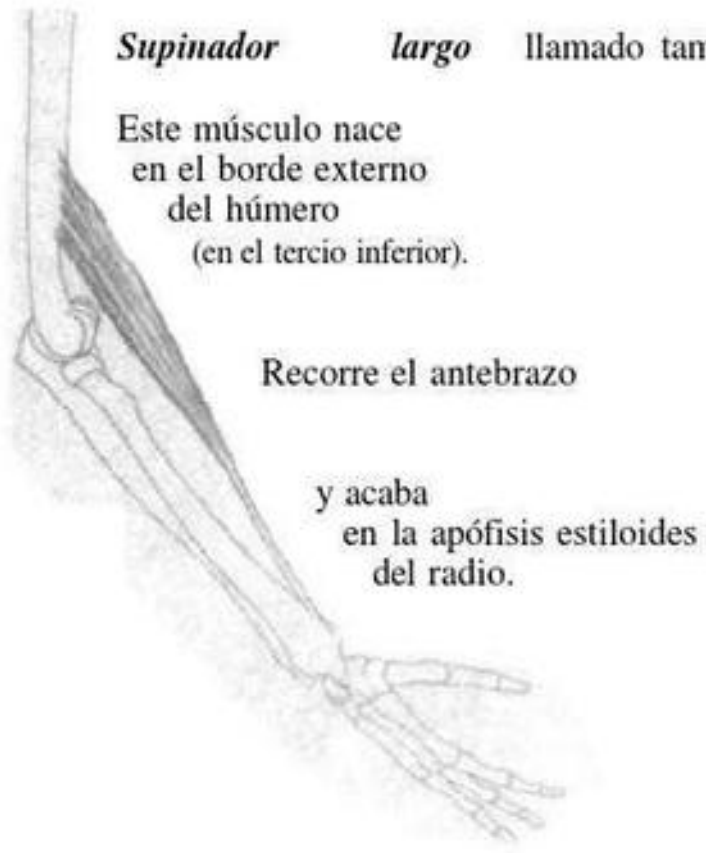 Supinador largo llamado
Este músculo nace
en el borde externo
del húmero
(en el tercio inferior).
Recorre el antebrazo
y acaba
en la apófisis estiloides
del radio.